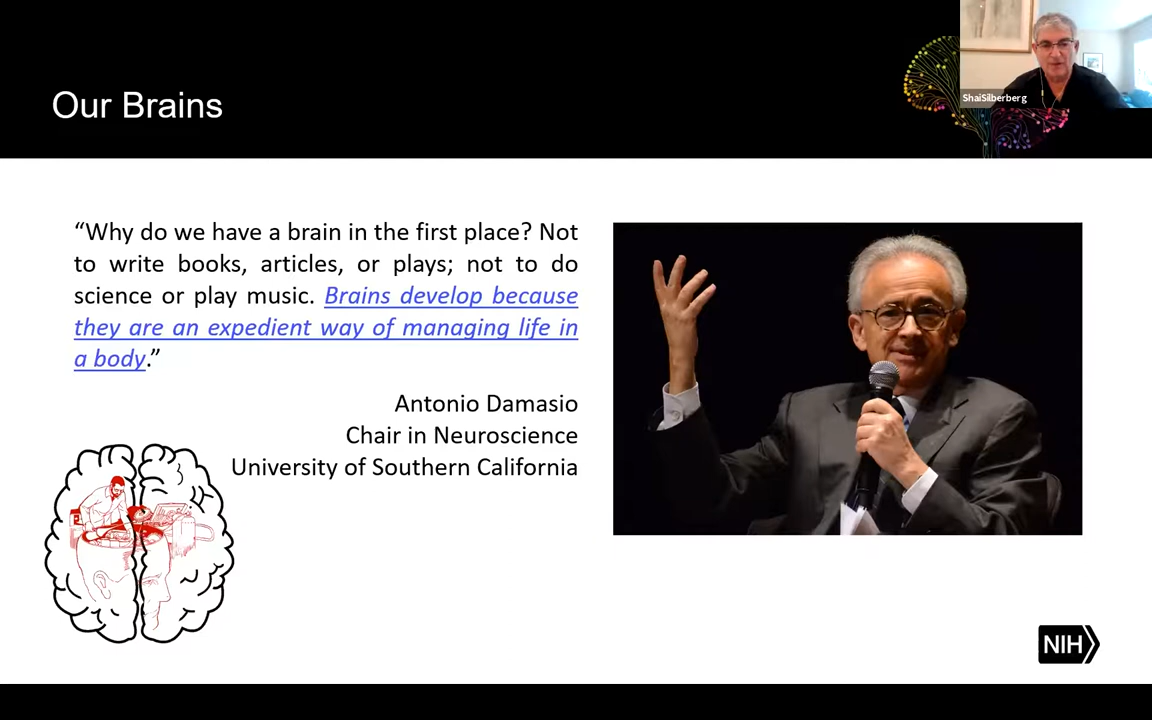 ShaiSilberberg
Our Brains
“Why do we have a brain in the first place? Not
to write books, articles, or plays; not to do
science or play music. Brains develop because
they are an expedient way of managing life in
a body.”
Antonio Damasio
Chair in Neuroscience
University of Southern California
NIH